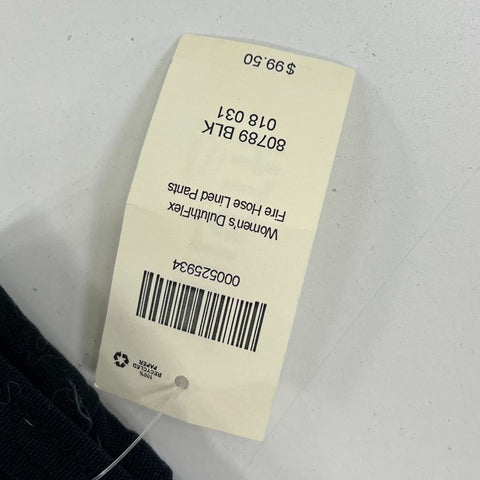 100%
RECYCLED
PAPER
000525934
Women's DuluthFlex
Fire Hose Lined Pants
80789 BLK
018 031
$99.50